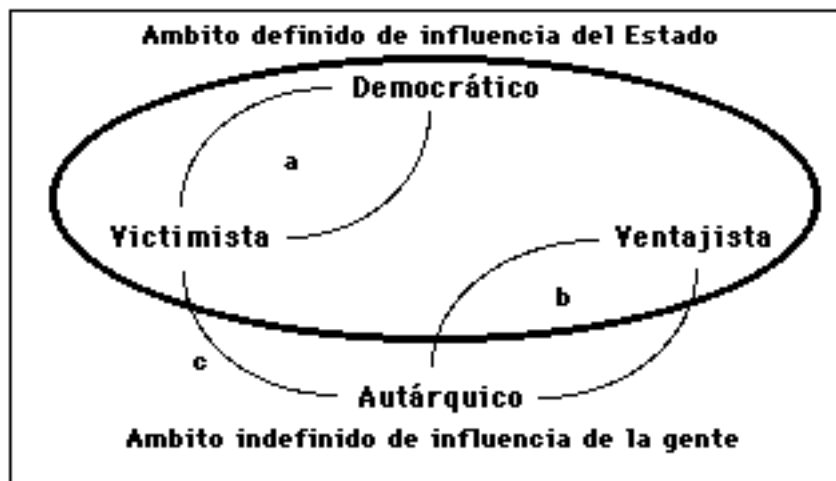 Ambito definido de influencia del Estado
Democrático
a
Victimista
Ventajista
b
c
Autárquico
Ambito indefinido de influencia de la gente